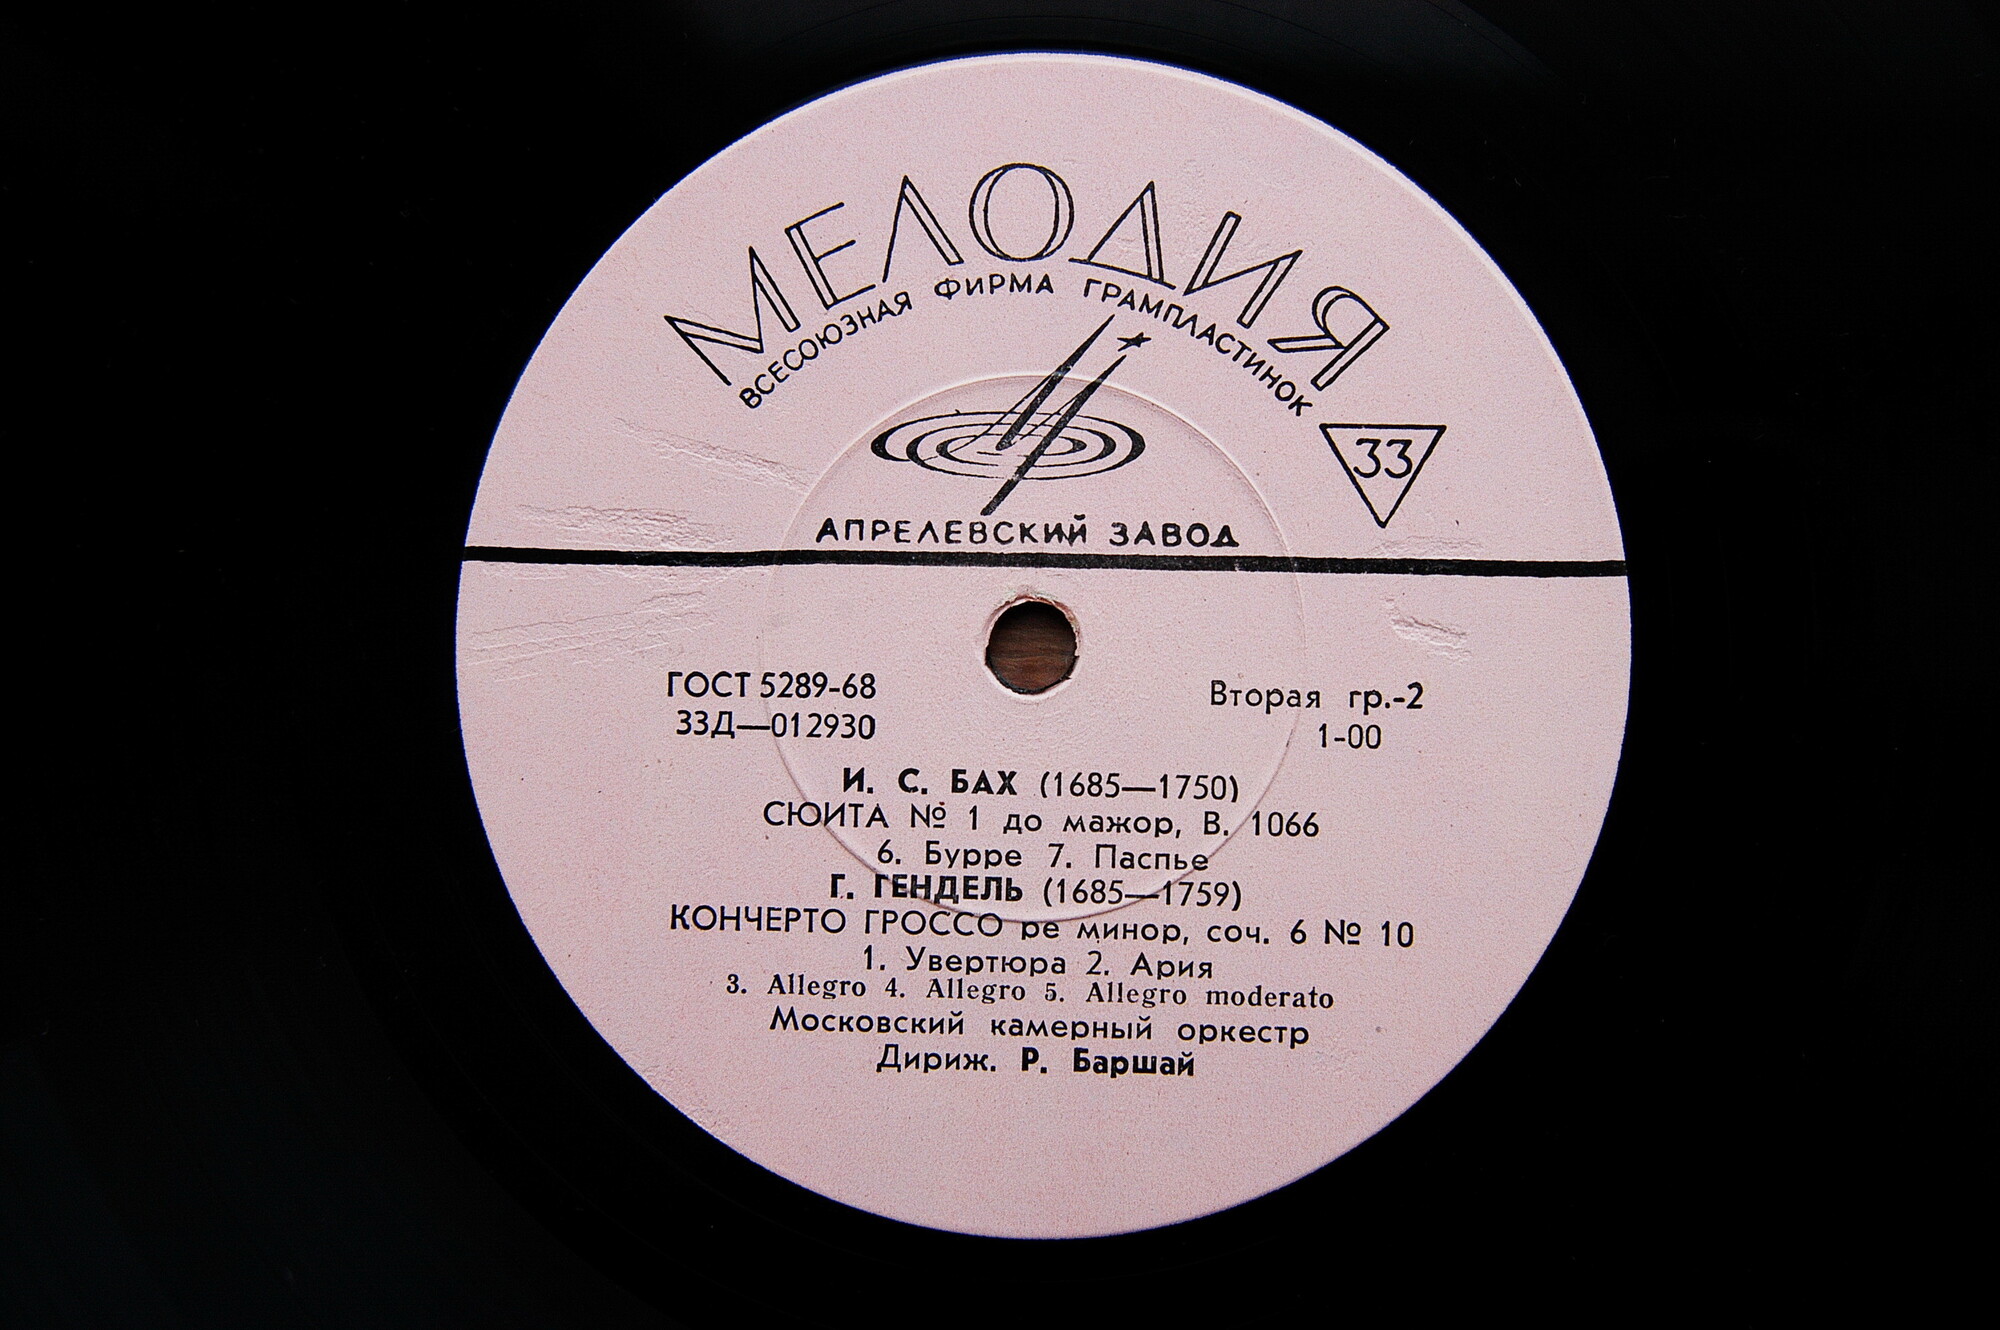 МЕЛОДИЯ
ВСЕСОЮЗНАЯ ФИРМА ГРАМПЛАСТИНОК
33
АПРЕЛЕВСКИЙ ЗАВОД
ГОСТ 5289-68
Вторая гр.-2
33Д—012930
1-00
И. С. БАХ (1685—1750)
СЮИТА № 1 до мажор, В. 1066
6. Бурре 7. Паспье
Г. ГЕНДЕЛЬ (1685—1759)
КОНЧЕРТО ГРОССО ре минор, соч. 6 № 10
1. Увертюра 2. Ария
3. Allegro 4. Allegro 5. Allegro moderato
Московский камерный оркестр
Дириж. Р. Баршай